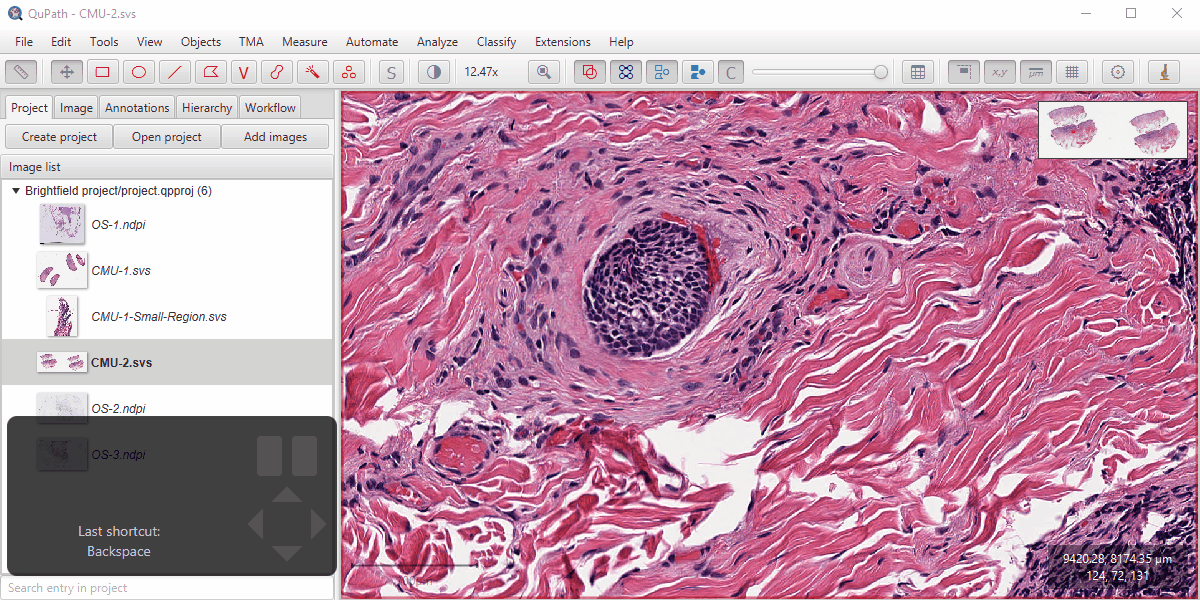 QuPath - CMU-2.svs
File Edit Tools View Objects TMA Measure Automate Analyze Classify Extensions Help
V S 12.47x C x,y μm
Project Image Annotations Hierarchy Workflow
Create project Open project Add images
Image list
Brightfield project/project.qpproj (6)
OS-1.ndpi
CMU-1.svs
CMU-1-Small-Region.svs
CMU-2.svs
OS-2.ndpi
OS-3.ndpi
Last shortcut:
Backspace
Search entry in project
9420.28, 8174.35 μm
124, 72, 131